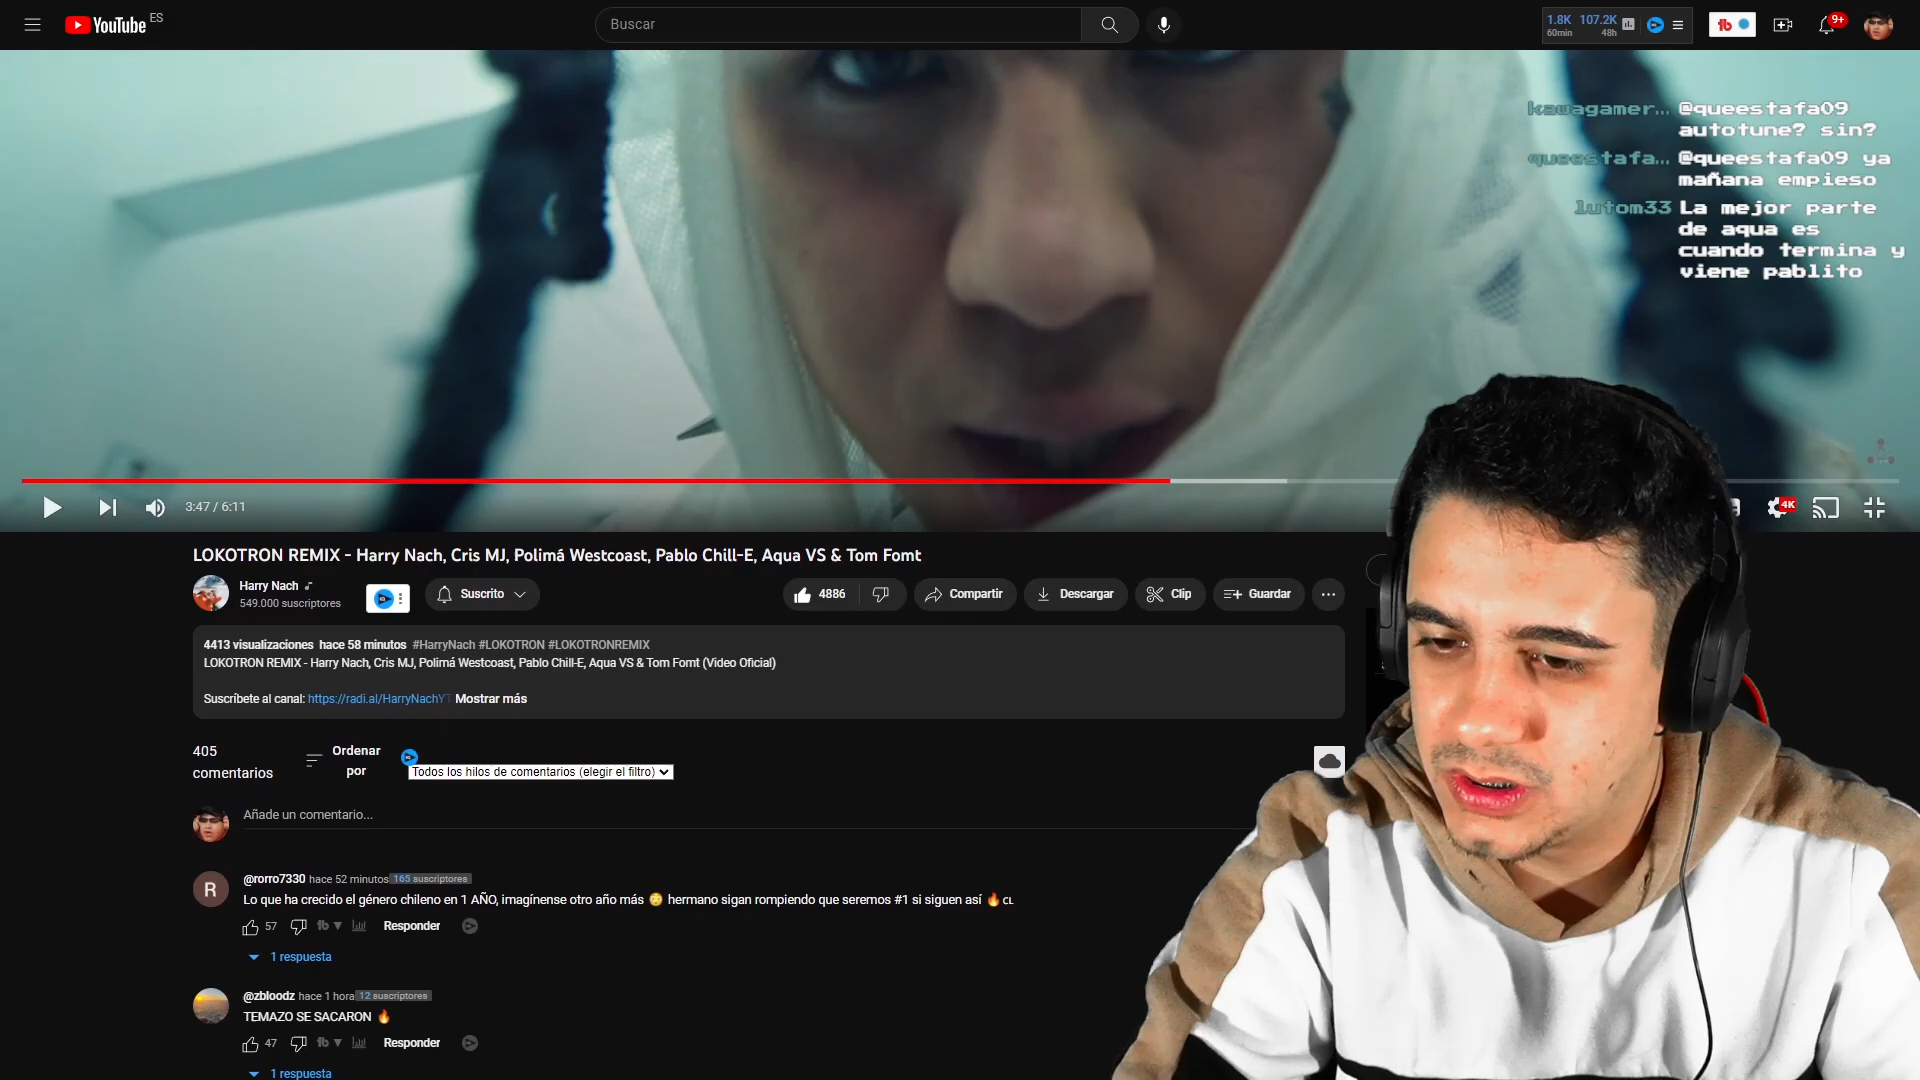 YouTube ES
Buscar
1.8K 107.2K
60min 48h
9+
kawagamer... @queestafa09
autotune? sin?
queestafa... @queestafa09 ya
mañana empieso
lutom33 La mejor parte
de aqua es
cuando termina y
viene pablito
3:47 / 6:11
4K
LOKOTRON REMIX - Harry Nach, Cris MJ, Polimá Westcoast, Pablo Chill-E, Aqua VS & Tom Fomt
Harry Nach
549.000 suscriptores
Suscrito
4886
Compartir
Descargar
Clip
Guardar
4413 visualizaciones hace 58 minutos #HarryNach #LOKOTRON #LOKOTRONREMIX
LOKOTRON REMIX - Harry Nach, Cris MJ, Polimá Westcoast, Pablo Chill-E, Aqua VS & Tom Fomt (Video Oficial)
Suscríbete al canal: https://radi.al/HarryNachYT Mostrar más
405
comentarios
Ordenar
por
Todos los hilos de comentarios (elegir el filtro)
Añade un comentario...
R
@rorro7330 hace 52 minutos 165 suscriptores
Lo que ha crecido el género chileno en 1 AÑO, imagínense otro año más 😳 hermano sigan rompiendo que seremos #1 si siguen así 🔥CL
57
Responder
1 respuesta
@zbloodz hace 1 hora 12 suscriptores
TEMAZO SE SACARON 🔥
47
Responder
1 respuesta